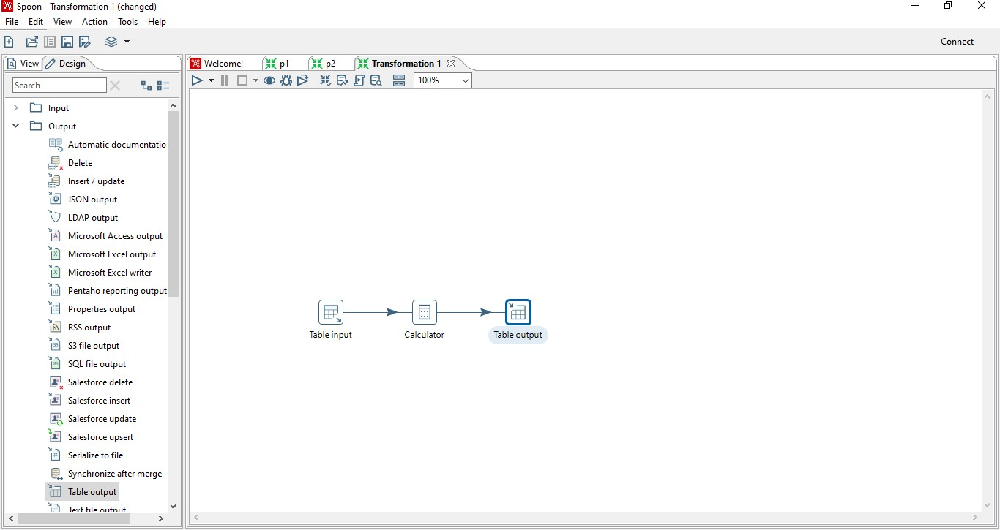 Spoon - Transformation 1 (changed)
File Edit View Action Tools Help
Connect
View Design
Welcome! p1 p2 Transformation 1
Search
100%
Input
Output
Automatic documentatio
Delete
Insert / update
JSON output
LDAP output
Microsoft Access output
Microsoft Excel output
Microsoft Excel writer
Pentaho reporting output
Properties output
RSS output
S3 file output
SQL file output
Salesforce delete
Salesforce insert
Salesforce update
Salesforce upsert
Serialize to file
Synchronize after merge
Table output
Text file output
Table input Calculator Table output